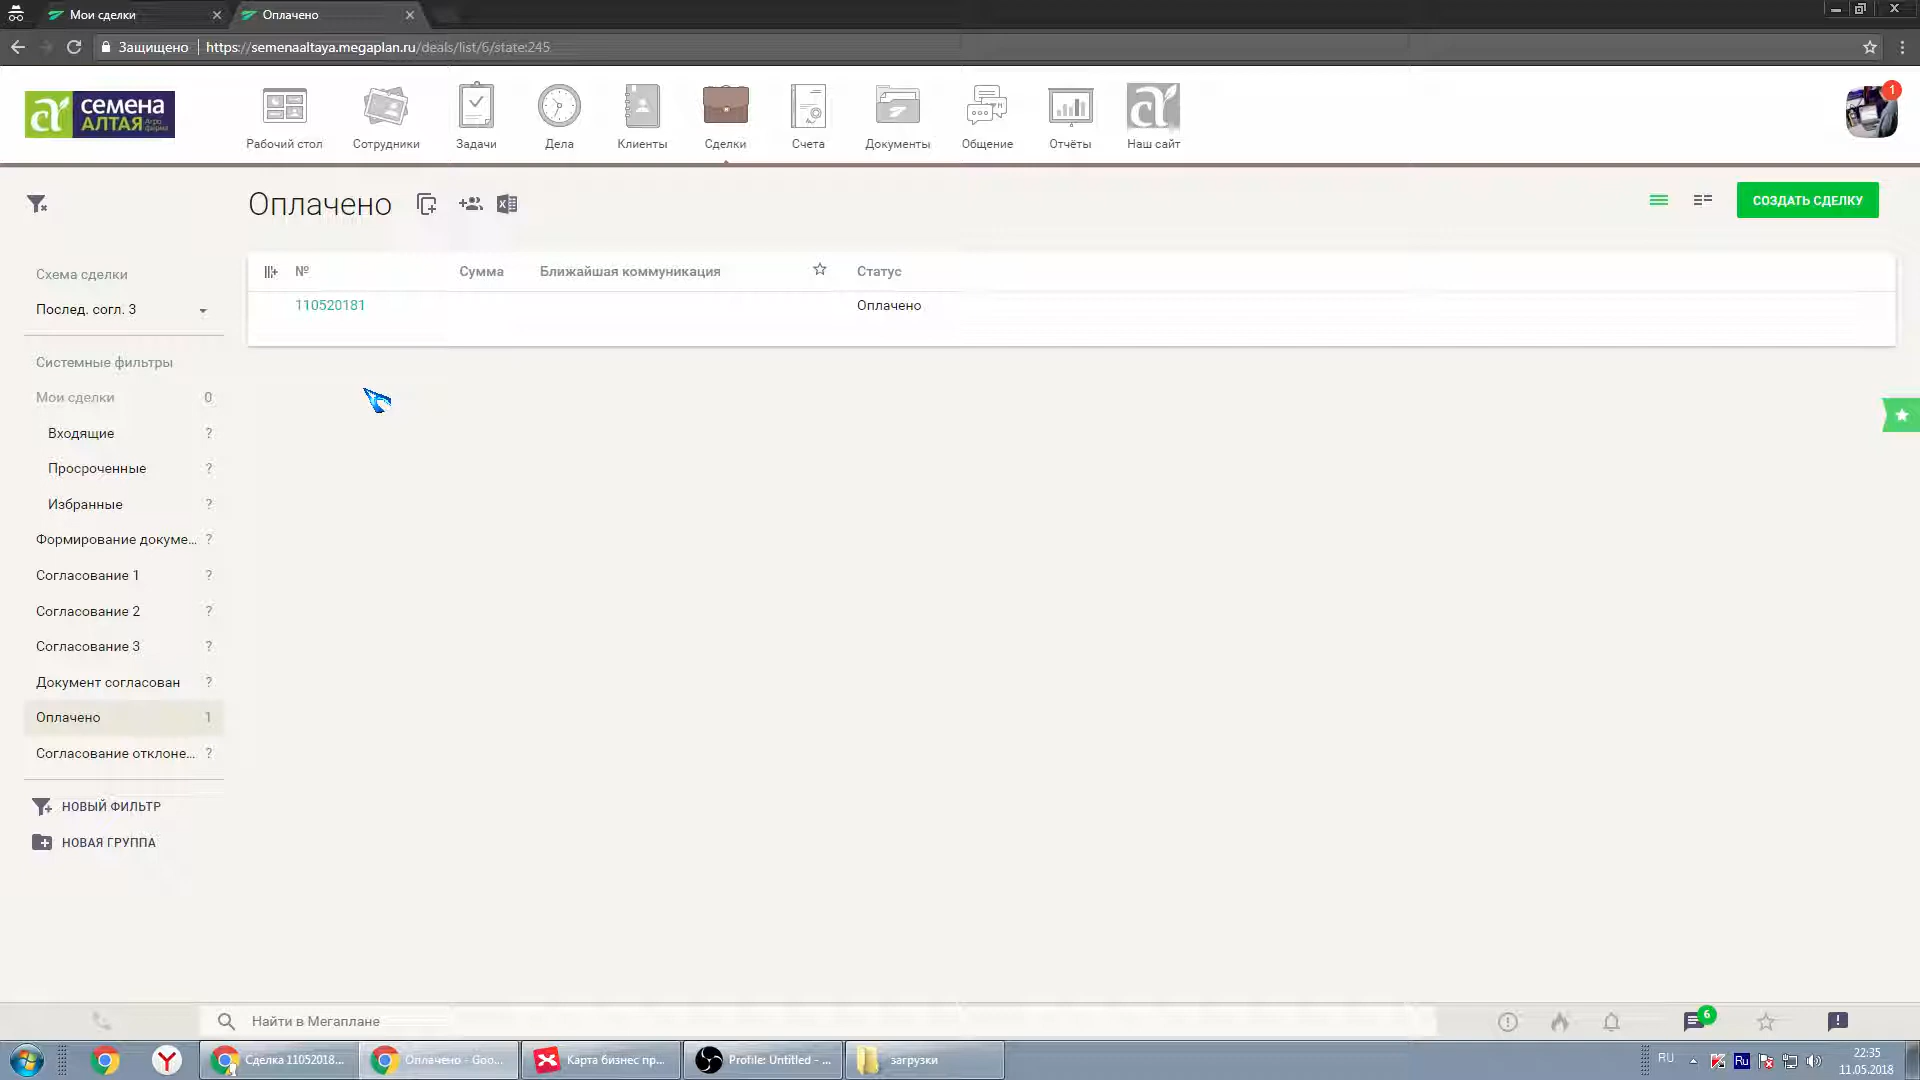 Мои сделки
Оплачено
Защищено
https://semenaaltaya.megaplan.ru/deals/list/6/state:245
семена
АЛТАЯ
Рабочий стол
Сотрудники
Задачи
Дела
Клиенты
Сделки
Счета
Документы
Общение
Отчёты
Наш сайт
1
Оплачено
СОЗДАТЬ СДЕЛКУ
Схема сделки
Послед. согл. 3
№ Сумма Ближайшая коммуникация Статус
110520181 Оплачено
Системные фильтры
Мои сделки 0
Входящие ?
Просроченные ?
Избранные ?
Формирование докуме... ?
Согласование 1 ?
Согласование 2 ?
Согласование 3 ?
Документ согласован ?
Оплачено 1
Согласование отклоне... ?
НОВЫЙ ФИЛЬТР
НОВАЯ ГРУППА
Найти в Мегаплане
6
Сделка 11052018...
Оплачено - Goo...
Карта бизнес пр...
Profile: Untitled - ...
загрузки
RU
Ru
22:35
11.05.2018